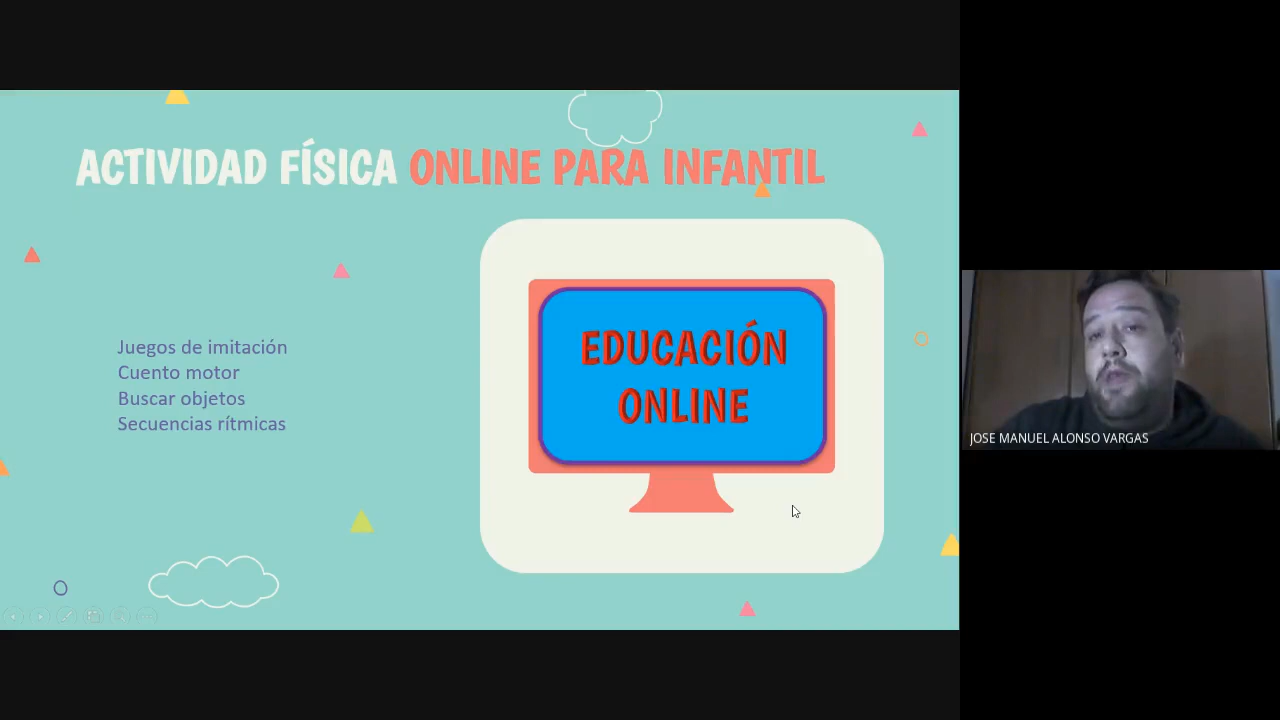 ACTIVIDAD FÍSICA ONLINE PARA INFANTIL
Juegos de imitación
Cuento motor
Buscar objetos
Secuencias rítmicas
EDUCACIÓN
ONLINE
JOSE MANUEL ALONSO VARGAS